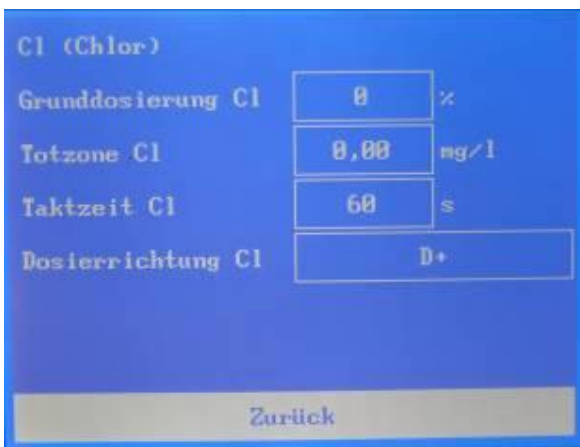 Cl (Chlor)
Grunddosierung Cl 0 %
Totzone Cl 0,00 mg/l
Taktzeit Cl 60 s
Dosierrichtung Cl D+
Zurück